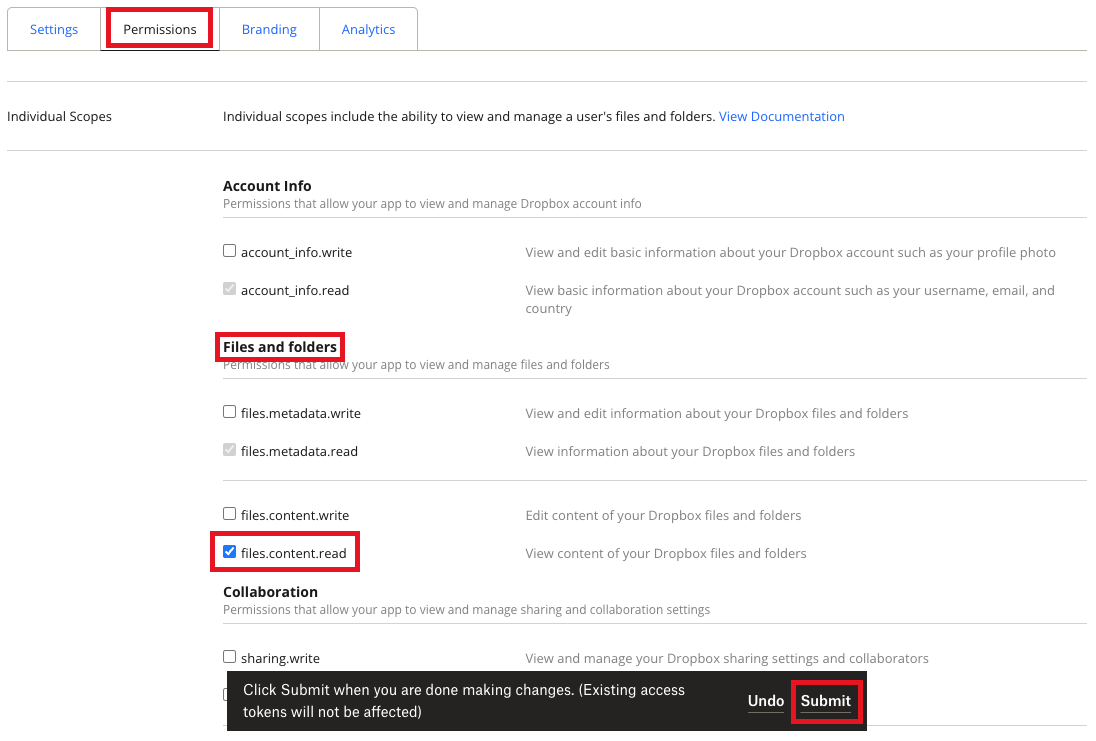 Settings
Permissions
Branding
Analytics
Individual Scopes
Individual scopes include the ability to view and manage a user's files and folders. View Documentation
Account Info
Permissions that allow your app to view and manage Dropbox account info
account_info.write
View and edit basic information about your Dropbox account such as your profile photo
account_info.read
View basic information about your Dropbox account such as your username, email, and
country
Files and folders
Permissions that allow your app to view and manage files and folders
files.metadata.write
View and edit information about your Dropbox files and folders
files.metadata.read
View information about your Dropbox files and folders
files.content.write
Edit content of your Dropbox files and folders
files.content.read
View content of your Dropbox files and folders
Collaboration
Permissions that allow your app to view and manage sharing and collaboration settings
sharing.write
View and manage your Dropbox sharing settings and collaborators
Click Submit when you are done making changes. (Existing access
tokens will not be affected)
Undo
Submit